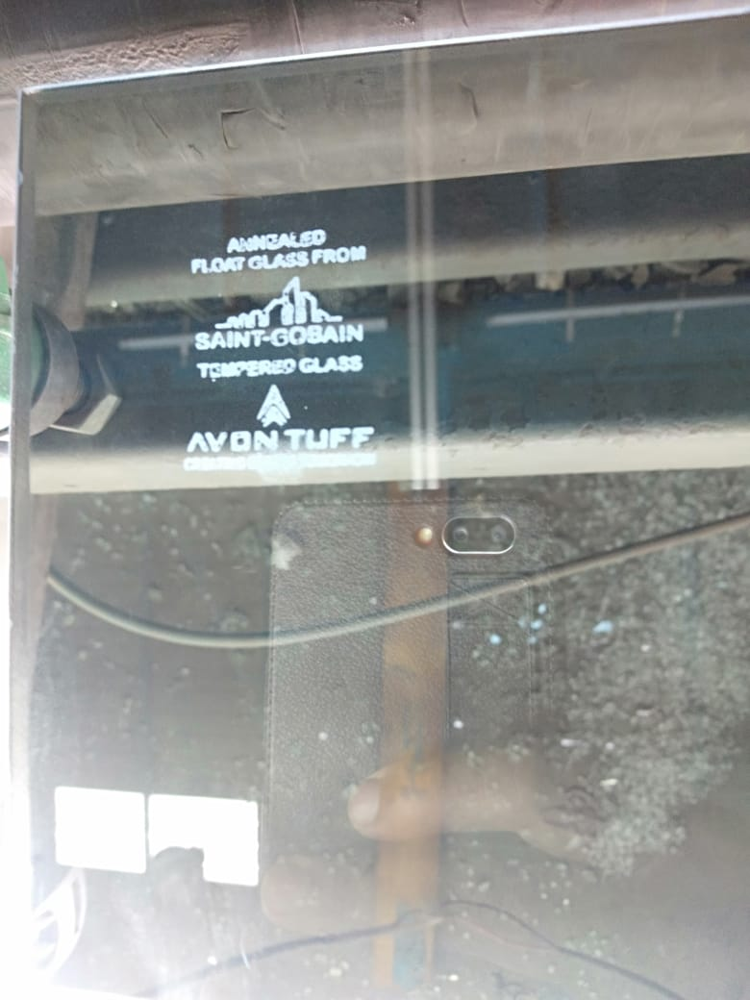 ANNEALED
FLOAT GLASS FROM
SAINT-GOBAIN
TEMPERED GLASS
AVON TUFF